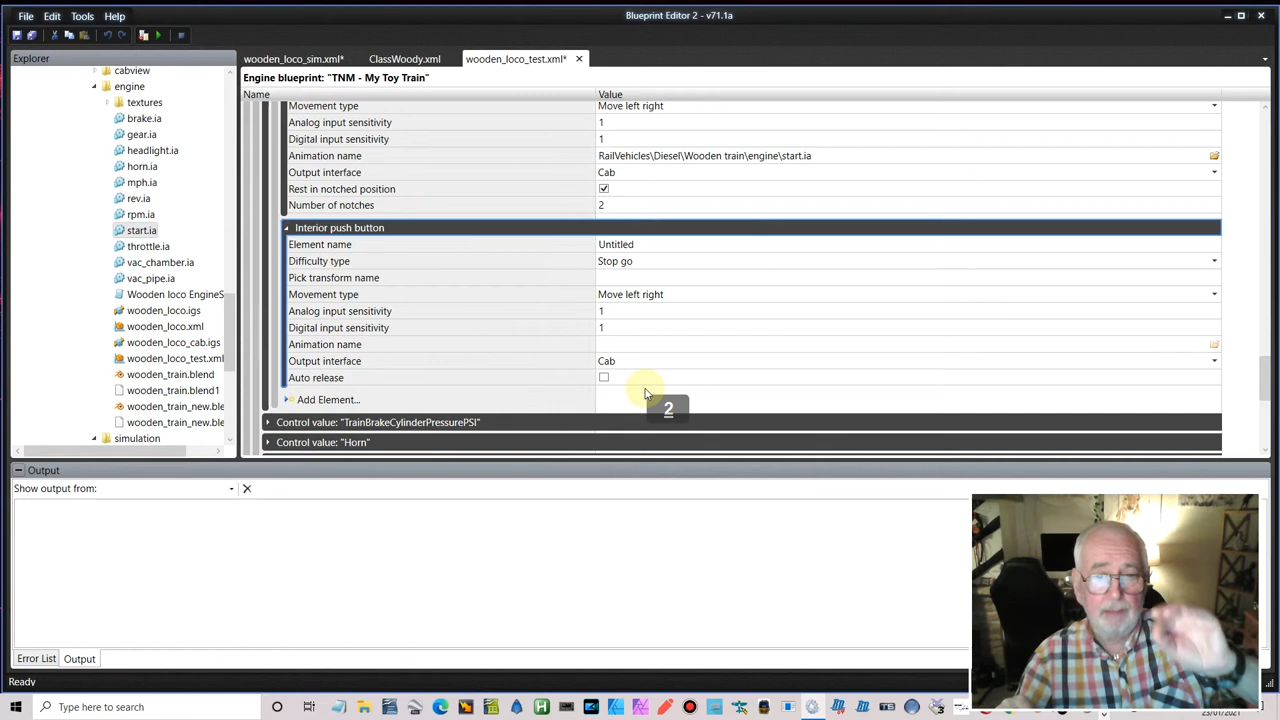 File Edit Tools Help
Blueprint Editor 2 - v71.1a
Explorer
wooden_loco_sim.xml*
ClassWoody.xml
wooden_loco_test.xml*
Engine blueprint: "TNM - My Toy Train"
Name
Value
cabview
engine
textures
brake.ia
gear.ia
headlight.ia
horn.ia
mph.ia
rev.ia
rpm.ia
start.ia
throttle.ia
vac_chamber.ia
vac_pipe.ia
Wooden loco EngineS
wooden_loco.igs
wooden_loco.xml
wooden_loco_cab.igs
wooden_loco_test.xml
wooden_train.blend
wooden_train.blend1
wooden_train_new.ble
wooden_train_new.ble
simulation
Movement type Move left right
Analog input sensitivity 1
Digital input sensitivity 1
Animation name RailVehicles\Diesel\Wooden train\engine\start.ia
Output interface Cab
Rest in notched position
Number of notches 2
Interior push button
Element name Untitled
Difficulty type Stop go
Pick transform name
Movement type Move left right
Analog input sensitivity 1
Digital input sensitivity 1
Animation name
Output interface Cab
Auto release
Add Element...
2
Control value: "TrainBrakeCylinderPressurePSI"
Control value: "Horn"
Output
Show output from:
Error List Output
Ready
Type here to search
23/01/2021